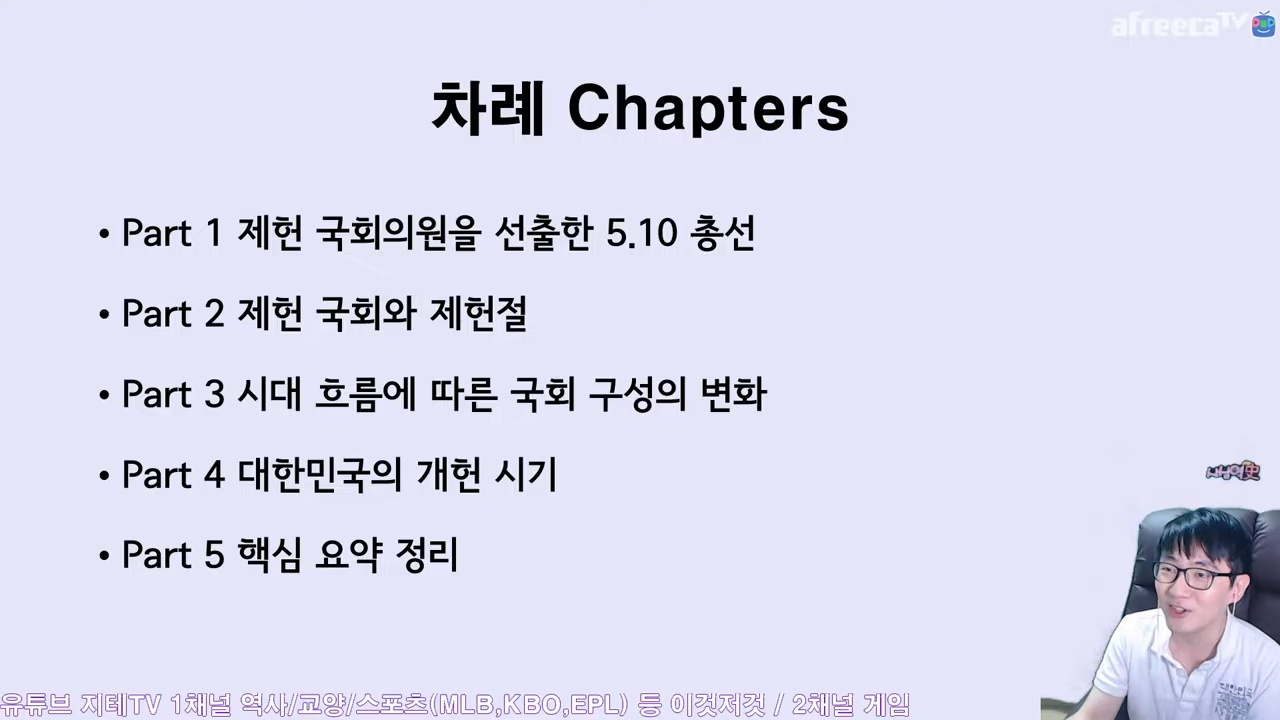 afreecaTV
차례 Chapters
• Part 1 제헌 국회의원을 선출한 5.10 총선
• Part 2 제헌 국회와 제헌절
• Part 3 시대 흐름에 따른 국회 구성의 변화
• Part 4 대한민국의 개헌 시기
• Part 5 핵심 요약 정리
대한민국
유튜브 지테TV 1채널 역사/교양/스포츠(MLB,KBO,EPL) 등 이것저것 / 2채널 게임